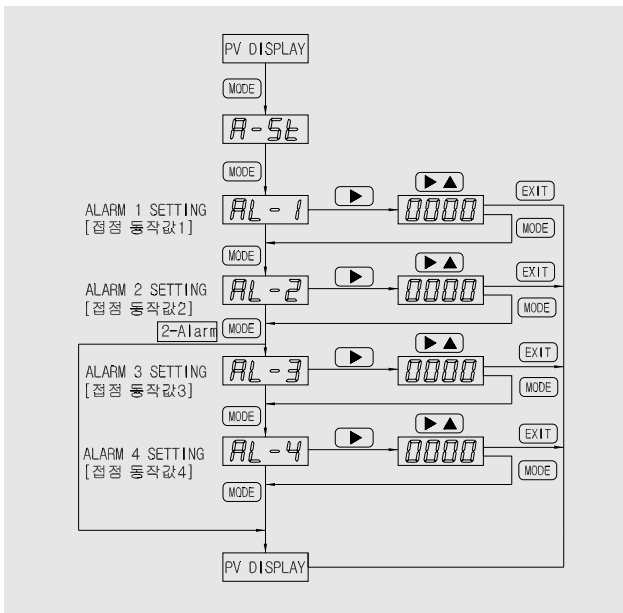 PV DISPLAY
MODE
A-St
MODE
ALARM 1 SETTING
[접점 동작값1]
AL-1
0000
EXIT
MODE
MODE
ALARM 2 SETTING
[접점 동작값2]
AL-2
0000
EXIT
MODE
2-Alarm
MODE
ALARM 3 SETTING
[접점 동작값3]
AL-3
0000
EXIT
MODE
MODE
ALARM 4 SETTING
[접점 동작값4]
AL-4
0000
EXIT
MODE
MODE
PV DISPLAY